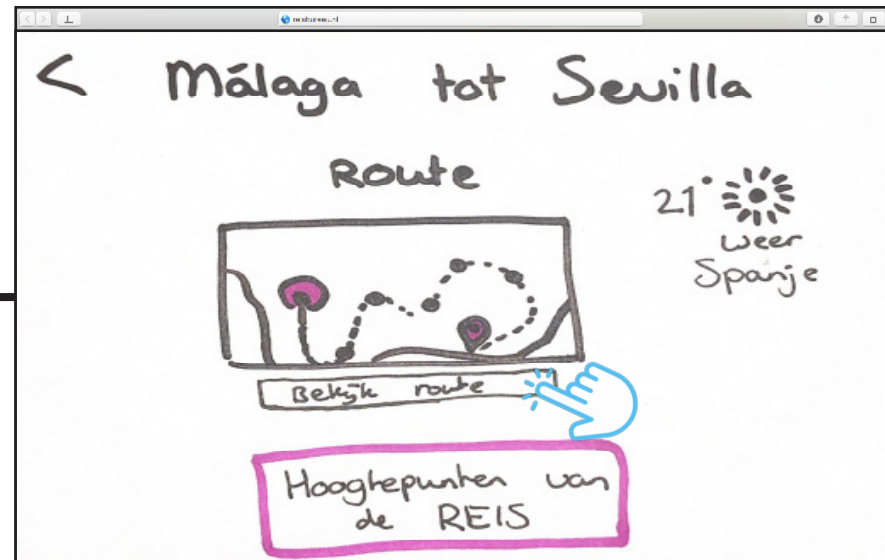 < Málaga tot Sevilla
Route
21°
weer
Spanje
Bekijk route
Hoogtepunten van
de REIS